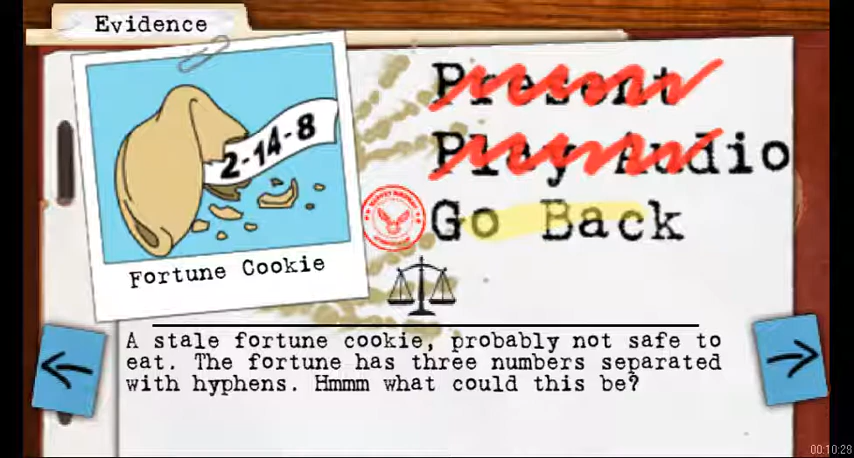 Evidence
Present
Play Audio
Go Back
2-14-8
Fortune Cookie
A stale fortune cookie, probably not safe to
eat. The fortune has three numbers separated
with hyphens. Hmmm what could this be?
00:10:28